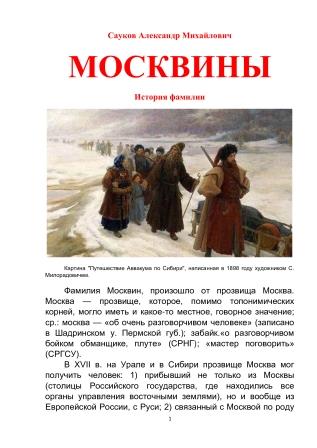 Сауков Александр Михайлович
МОСКВИНЫ
История фамилии
Картина "Путешествие Аввакума по Сибири", написанная в 1898 году художником С.
Милорадовичем.
Фамилия Москвин, произошло от прозвища Москва.
Москва — прозвище, которое, помимо топонимических
корней, могло иметь и какое-то местное, говорное значение;
ср.: москва — «об очень разговорчивом человеке» (записано
в Шадринском у. Пермской губ.); забайк.«о разговорчивом
бойком обманщике, плуте» (СРНГ); «мастер поговорить»
(СРГСУ).
В XVII в. на Урале и в Сибири прозвище Москва мог
получить человек: 1) прибывший не только из Москвы
(столицы Российского государства, где находились все
органы управления восточными землями), но и вообще из
Европейской России, с Руси; 2) связанный с Москвой по роду
1